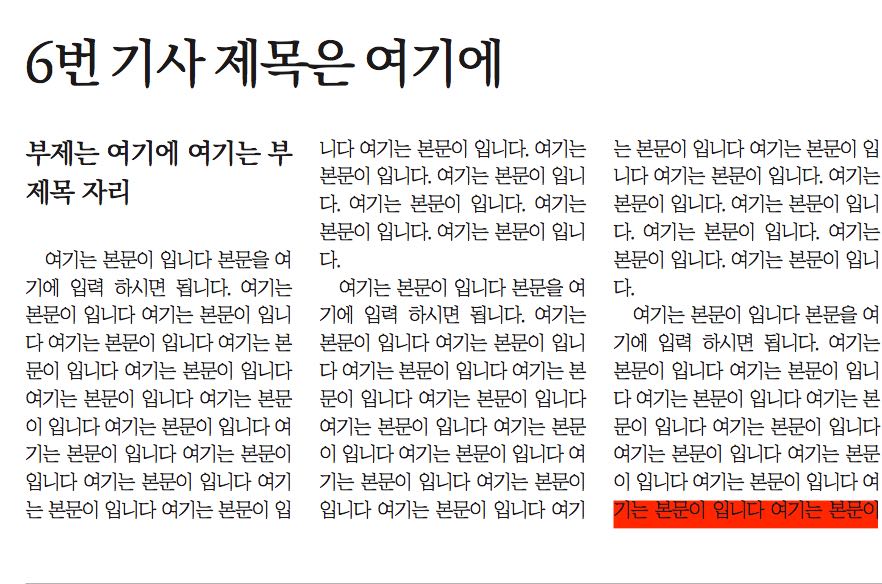 6번 기사 제목은 여기에
부제는 여기에 여기는 부
제목 자리
여기는 본문이 입니다 본문을 여
기에 입력 하시면 됩니다. 여기는
본문이 입니다 여기는 본문이 입니
다 여기는 본문이 입니다 여기는 본
문이 입니다 여기는 본문이 입니다
여기는 본문이 입니다 여기는 본문
이 입니다 여기는 본문이 입니다 여
기는 본문이 입니다 여기는 본문이
입니다 여기는 본문이 입니다 여기
는 본문이 입니다 여기는 본문이 입
니다 여기는 본문이 입니다. 여기는
본문이 입니다. 여기는 본문이 입니
다. 여기는 본문이 입니다. 여기는
본문이 입니다. 여기는 본문이 입니
다.
여기는 본문이 입니다 본문을 여
기에 입력 하시면 됩니다. 여기는
본문이 입니다 여기는 본문이 입니
다 여기는 본문이 입니다 여기는 본
문이 입니다 여기는 본문이 입니다
여기는 본문이 입니다 여기는 본문
이 입니다 여기는 본문이 입니다 여
기는 본문이 입니다 여기는 본문이
입니다 여기는 본문이 입니다 여기
는 본문이 입니다 여기는 본문이 입
니다 여기는 본문이 입니다. 여기는
본문이 입니다. 여기는 본문이 입니
다. 여기는 본문이 입니다. 여기는
본문이 입니다. 여기는 본문이 입니
다.
여기는 본문이 입니다 본문을 여
기에 입력 하시면 됩니다. 여기는
본문이 입니다 여기는 본문이 입니
다 여기는 본문이 입니다 여기는 본
문이 입니다 여기는 본문이 입니다
여기는 본문이 입니다 여기는 본문
이 입니다 여기는 본문이 입니다 여
기는 본문이 입니다 여기는 본문이